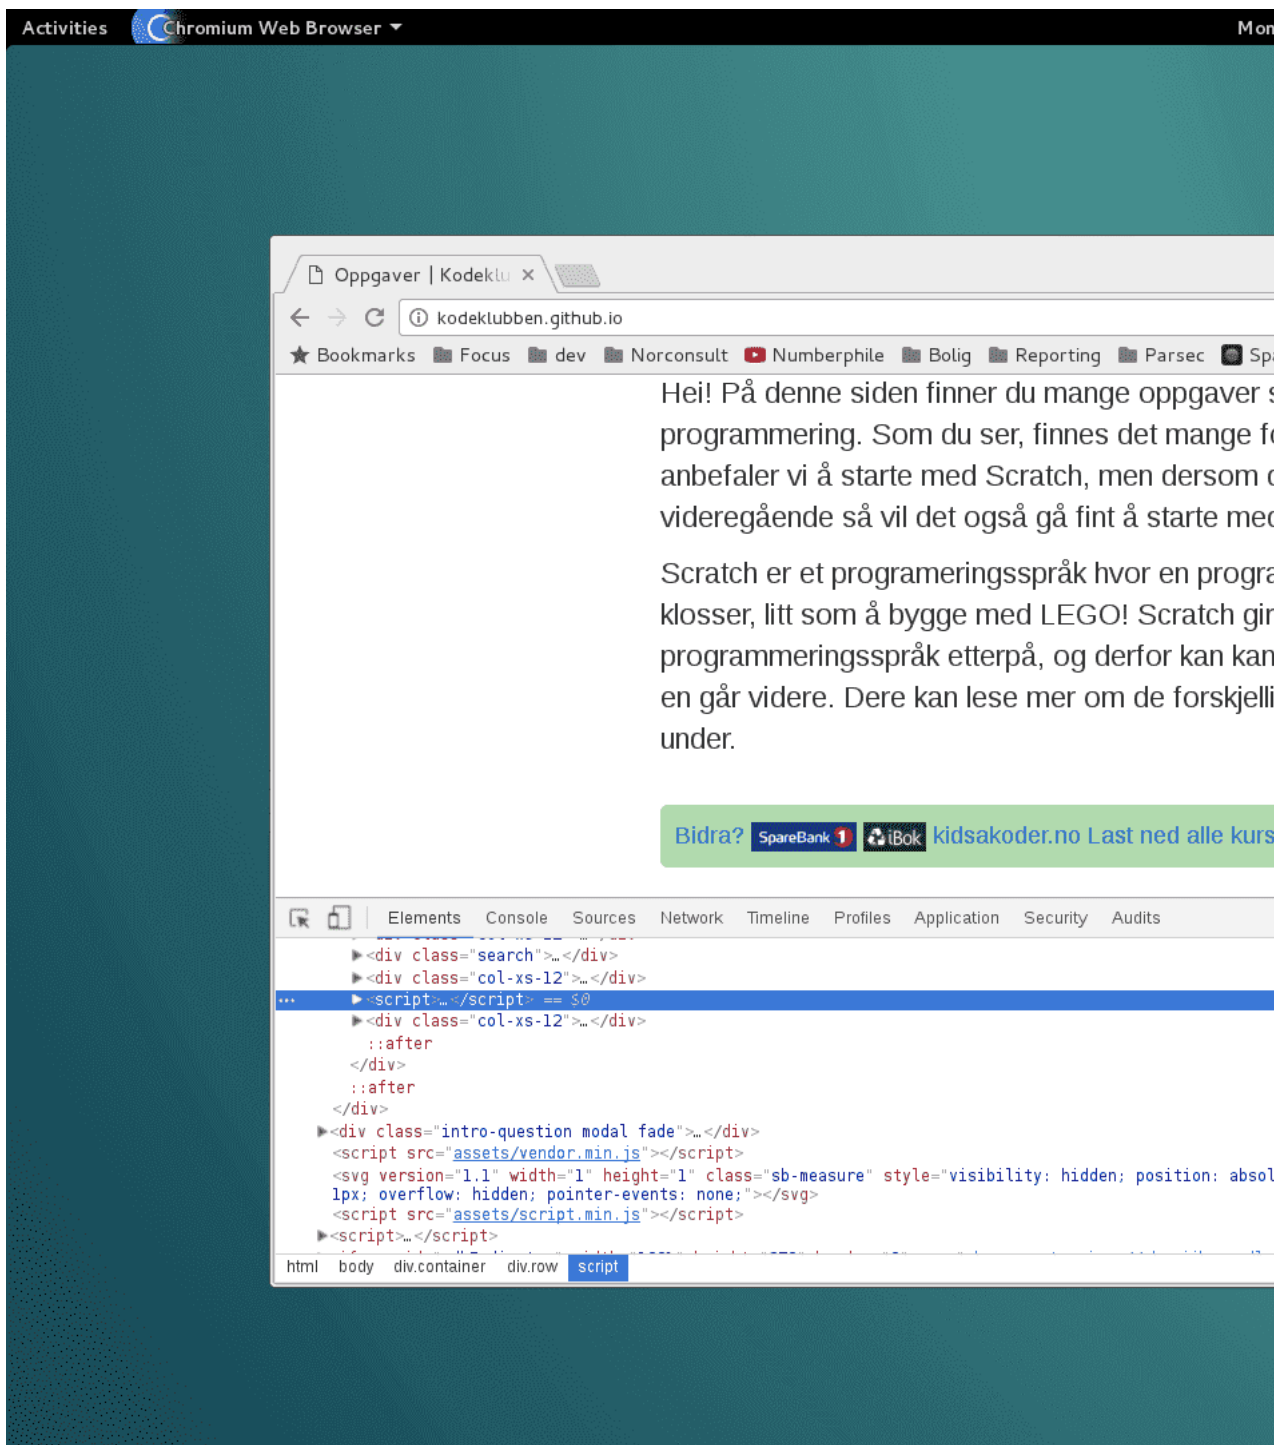 Activities Chromium Web Browser Mon
Oppgaver | Kodeklu
kodeklubben.github.io
Bookmarks Focus dev Norconsult Numberphile Bolig Reporting Parsec Spa
Hei! På denne siden finner du mange oppgaver s
programmering. Som du ser, finnes det mange fo
anbefaler vi å starte med Scratch, men dersom d
videregående så vil det også gå fint å starte med
Scratch er et programeringsspråk hvor en progra
klosser, litt som å bygge med LEGO! Scratch gir
programmeringsspråk etterpå, og derfor kan kan
en går videre. Dere kan lese mer om de forskjelli
under.
Bidra? SpareBank 1 iBok kidsakoder.no Last ned alle kurs
Elements Console Sources Network Timeline Profiles Application Security Audits
<div class="search">…</div>
<div class="col-xs-12">…</div>
… <script>…</script> == $0
<div class="col-xs-12">…</div>
::after
</div>
::after
</div>
<div class="intro-question modal fade">…</div>
<script src="assets/vendor.min.js"></script>
<svg version="1.1" width="1" height="1" class="sb-measure" style="visibility: hidden; position: absol
1px; overflow: hidden; pointer-events: none;"></svg>
<script src="assets/script.min.js"></script>
<script>…</script>
html body div.container div.row script